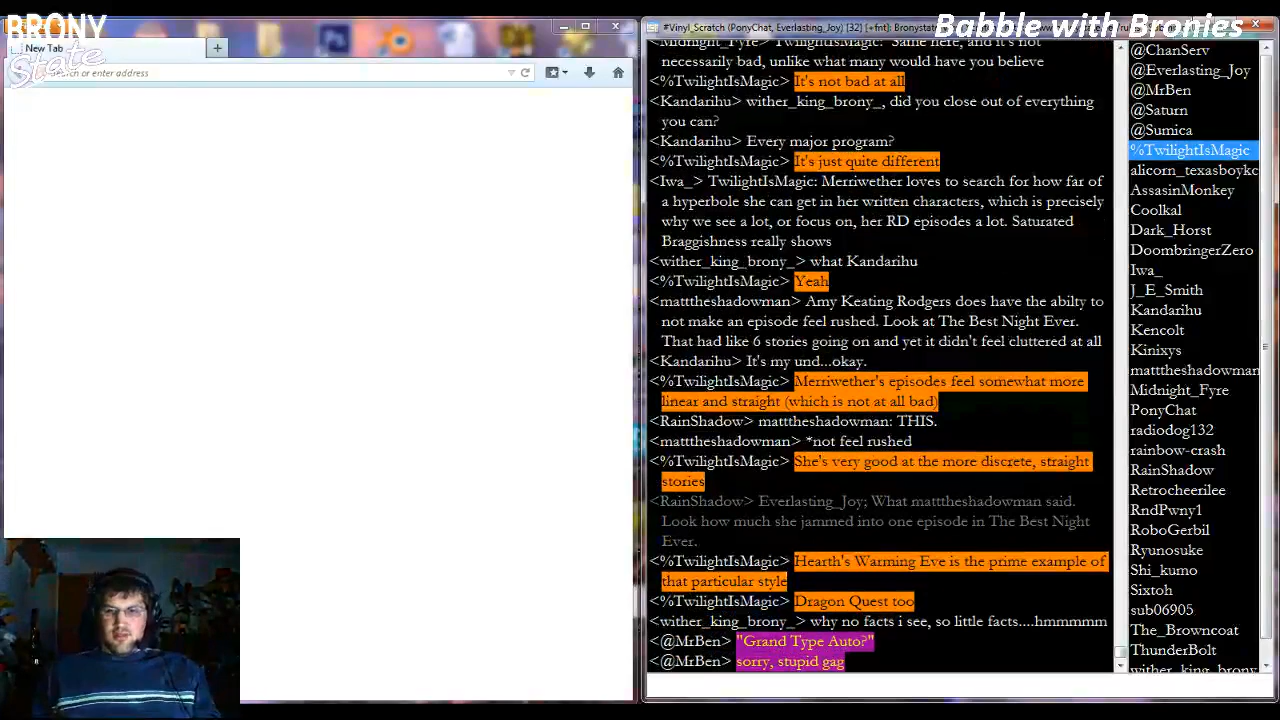 BRONY
State
New Tab
Search or enter address
#Vinyl_Scratch (PonyChat, Everlasting_Joy) [32] [+fnt]: Bronystate
Babble with Bronies
Midnight_Fyre> TwilightIsMagic: Same here, and it's not
necessarily bad, unlike what many would have you believe
<%TwilightIsMagic> It's not bad at all
<Kandarihu> wither_king_brony_, did you close out of everything
you can?
<Kandarihu> Every major program?
<%TwilightIsMagic> It's just quite different
<Iwa_> TwilightIsMagic: Merriwether loves to search for how far of
a hyperbole she can get in her written characters, which is precisely
why we see a lot, or focus on, her RD episodes a lot. Saturated
Braggishness really shows
<wither_king_brony_> what Kandarihu
<%TwilightIsMagic> Yeah
<matttheshadowman> Amy Keating Rodgers does have the abilty to
not make an episode feel rushed. Look at The Best Night Ever.
That had like 6 stories going on and yet it didn't feel cluttered at all
<Kandarihu> It's my und...okay.
<%TwilightIsMagic> Merriwether's episodes feel somewhat more
linear and straight (which is not at all bad)
<RainShadow> matttheshadowman: THIS.
<matttheshadowman> *not feel rushed
<%TwilightIsMagic> She's very good at the more discrete, straight
stories
<RainShadow> Everlasting_Joy; What matttheshadowman said.
Look how much she jammed into one episode in The Best Night
Ever.
<%TwilightIsMagic> Hearth's Warming Eve is the prime example of
that particular style
<%TwilightIsMagic> Dragon Quest too
<wither_king_brony_> why no facts i see, so little facts....hmmmmm
<@MrBen> "Grand Type Auto?"
<@MrBen> sorry, stupid gag
@ChanServ
@Everlasting_Joy
@MrBen
@Saturn
@Sumica
%TwilightIsMagic
alicorn_texasboykc
AssasinMonkey
Coolkal
Dark_Horst
DoombringerZero
Iwa_
J_E_Smith
Kandarihu
Kencolt
Kinixys
matttheshadowman
Midnight_Fyre
PonyChat
radiodog132
rainbow-crash
RainShadow
Retrocheerilee
RndPwny1
RoboGerbil
Ryunosuke
Shi_kumo
Sixtoh
sub06905
The_Browncoat
ThunderBolt
wither_king_brony